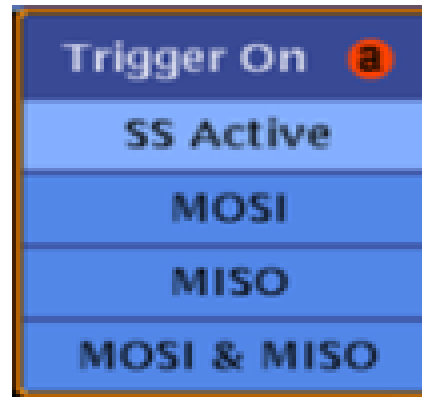 Trigger On a
SS Active
MOSI
MISO
MOSI & MISO